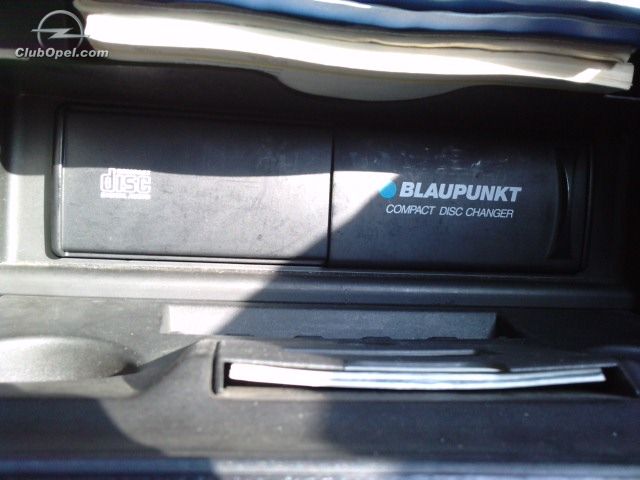 ClubOpel.com
disc
BLAUPUNKT
COMPACT DISC CHANGER